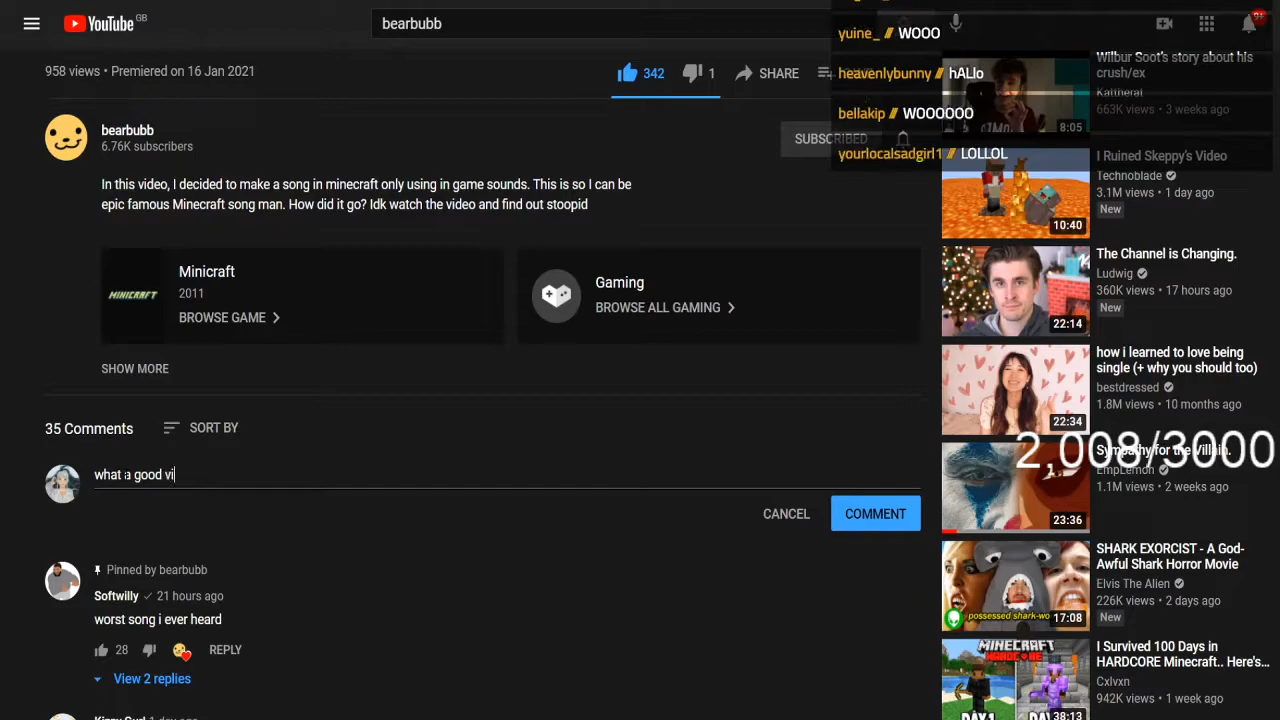 YouTube GB
bearbubb
9+
yuine_ /// WOOO
heavenlybunny /// hALlo
bellakip /// WOOOOOO
yourlocalsadgirl1 /// LOLLOL
958 views • Premiered on 16 Jan 2021
342
1
SHARE
bearbubb
6.76K subscribers
SUBSCRIBED
In this video, I decided to make a song in minecraft only using in game sounds. This is so I can be
epic famous Minecraft song man. How did it go? Idk watch the video and find out stoopid
MINICRAFT
Minicraft
2011
BROWSE GAME
Gaming
BROWSE ALL GAMING
SHOW MORE
35 Comments
SORT BY
what a good vi
CANCEL
COMMENT
Pinned by bearbubb
Softwilly 21 hours ago
worst song i ever heard
28
REPLY
View 2 replies
1 day ago
8:05
Wilbur Soot's story about his
crush/ex
Kattherat
663K views • 3 weeks ago
10:40
I Ruined Skeppy's Video
Technoblade
3.1M views • 1 day ago
New
22:14
The Channel is Changing.
Ludwig
360K views • 17 hours ago
New
22:34
how i learned to love being
single (+ why you should too)
bestdressed
1.8M views • 10 months ago
2,008/3000
23:36
Sympathy for the Villain.
EmpLemon
1.1M views • 2 weeks ago
possessed shark-wo
17:08
SHARK EXORCIST - A God-
Awful Shark Horror Movie
Elvis The Alien
226K views • 2 days ago
New
MINECRAFT
HARDCORE
DAY 1
38:13
I Survived 100 Days in
HARDCORE Minecraft.. Here's...
Cxlvxn
942K views • 1 week ago